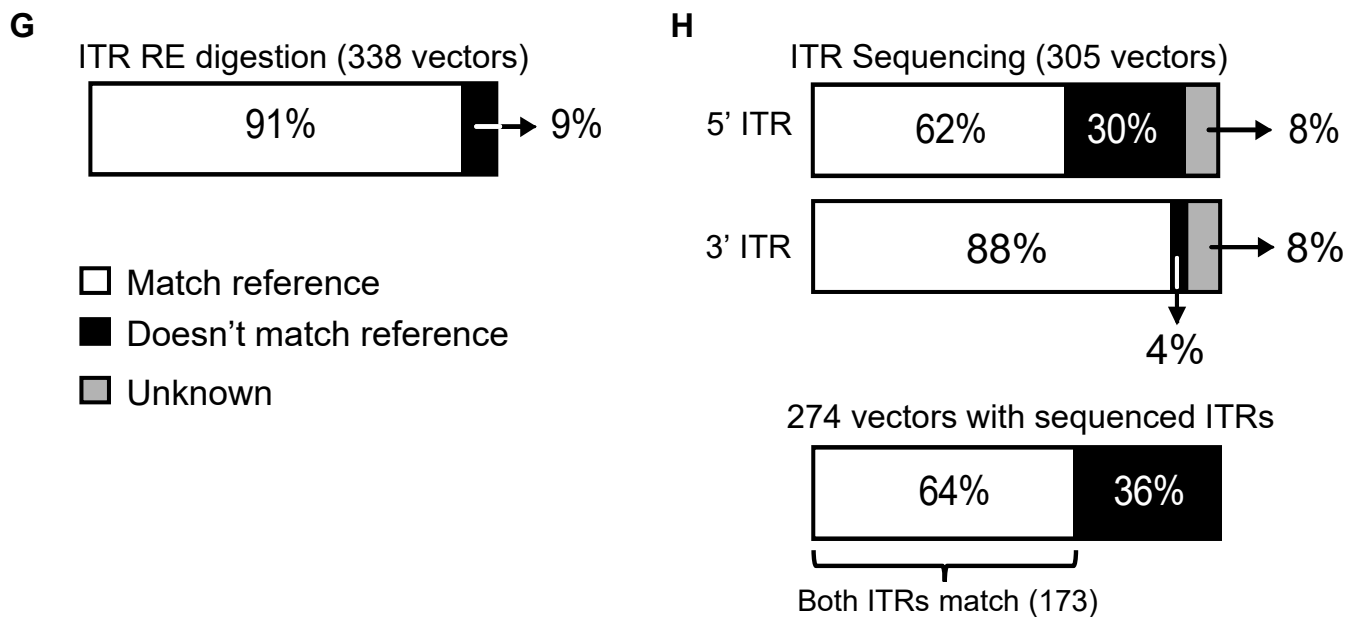 G
ITR RE digestion (338 vectors)
91%
9%
Match reference
Doesn't match reference
Unknown
H
ITR Sequencing (305 vectors)
5' ITR
62%
30%
8%
3' ITR
88%
8%
4%
274 vectors with sequenced ITRs
64%
36%
Both ITRs match (173)